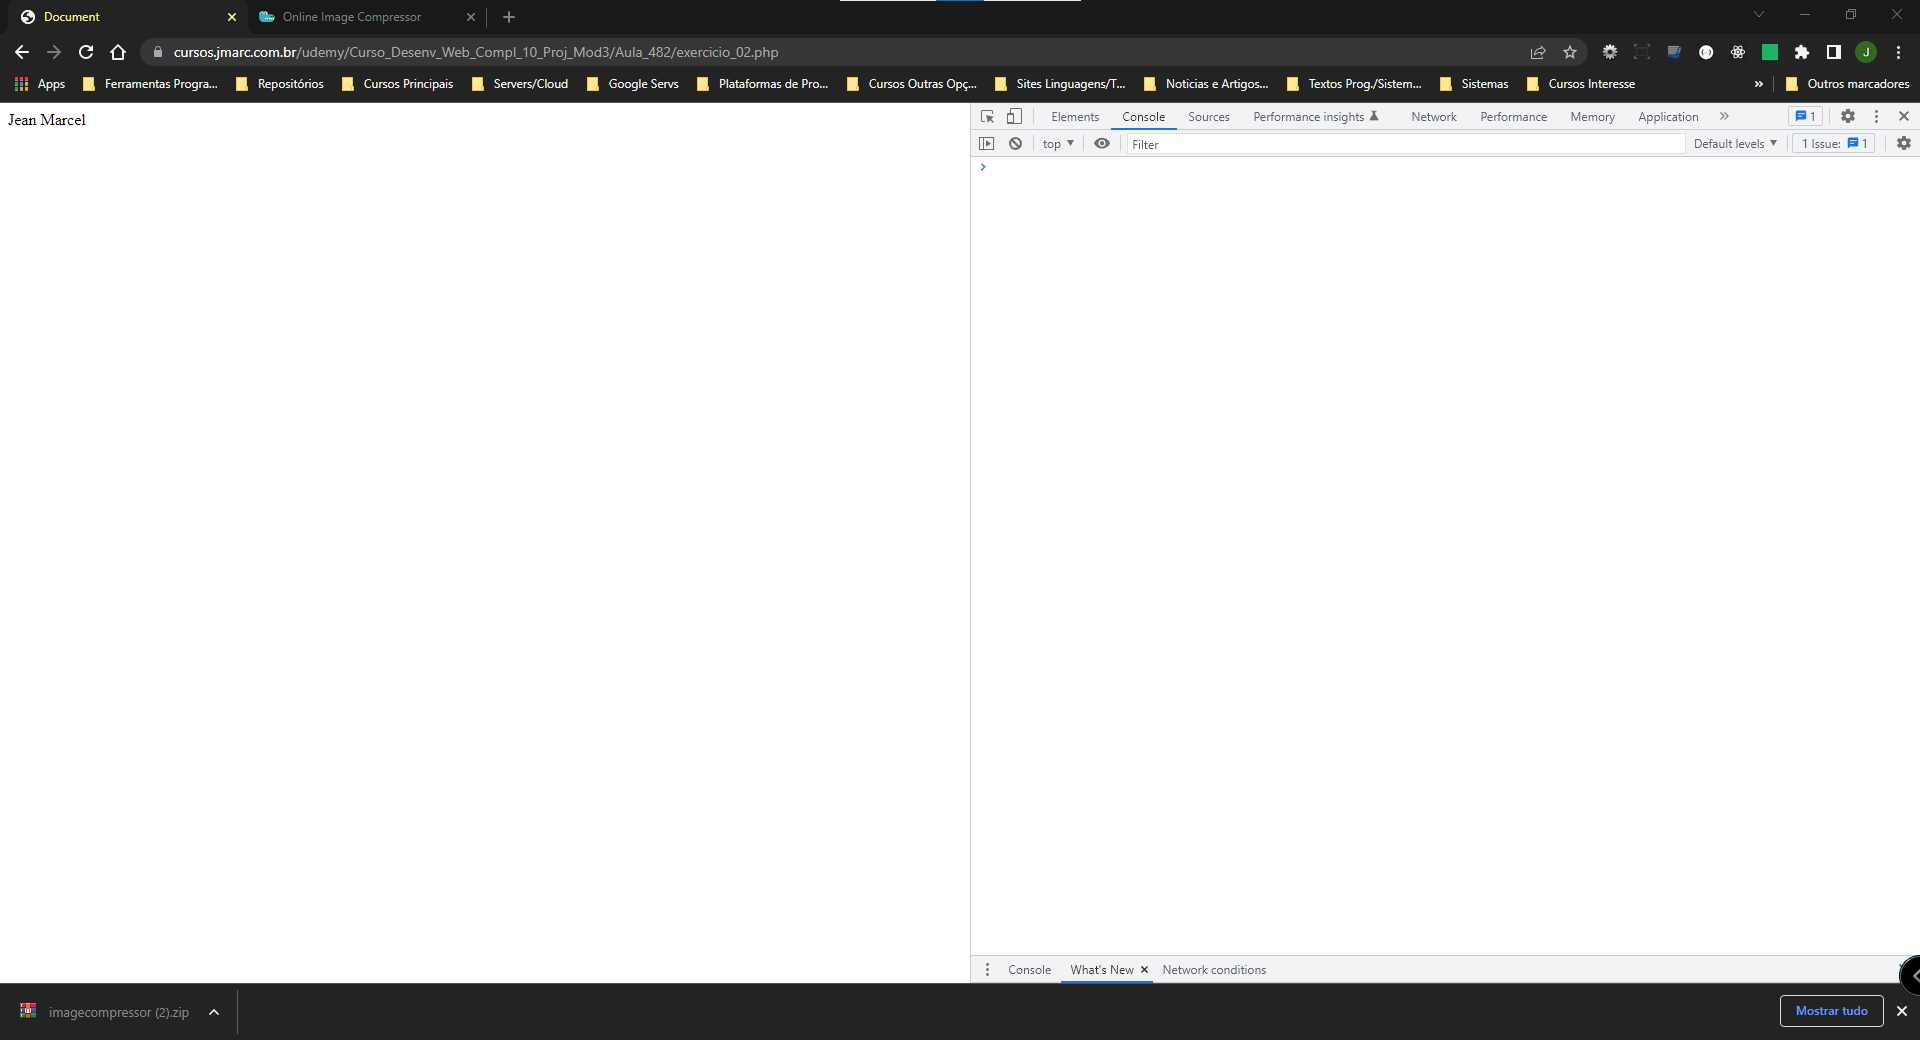 Document
Online Image Compressor
cursos.jmarc.com.br/udemy/Curso_Desenv_Web_Compl_10_Proj_Mod3/Aula_482/exercicio_02.php
J
Apps Ferramentas Progra... Repositórios Cursos Principais Servers/Cloud Google Servs Plataformas de Pro... Cursos Outras Opç... Sites Linguagens/T... Noticias e Artigos... Textos Prog./Sistem... Sistemas Cursos Interesse » Outros marcadores
Jean Marcel
Elements Console Sources Performance insights Network Performance Memory Application » 1
top Filter Default levels 1 Issue: 1
Console What's New Network conditions
imagecompressor (2).zip
Mostrar tudo